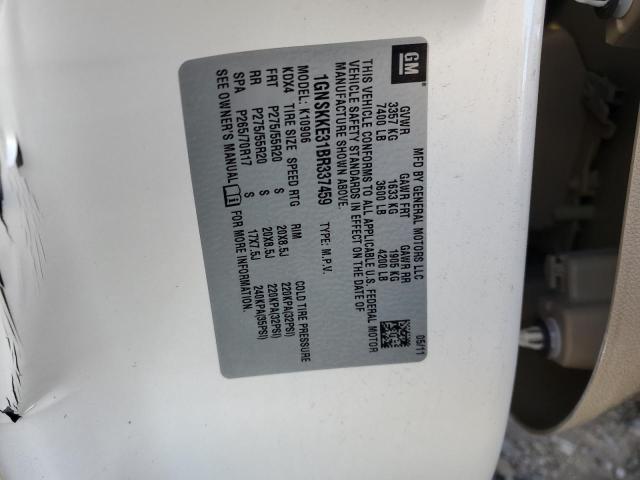 GM
MFD BY GENERAL MOTORS LLC
05/11
GVWR GAWR FRT GAWR RR
3357 KG 1633 KG 1905 KG
7400 LB 3600 LB 4200 LB
THIS VEHICLE CONFORMS TO ALL APPLICABLE U.S. FEDERAL MOTOR
VEHICLE SAFETY STANDARDS IN EFFECT ON THE DATE OF
MANUFACTURE SHOWN ABOVE.
1GNSKKE31BR337459 TYPE: M.P.V.
K10906
KDX4 TIRE SIZE SPEED RTG RIM COLD TIRE PRESSURE
FRT P275/55R20 S 20X8.5J 220KPA(32PSI)
RR P275/55R20 S 20X8.5J 220KPA(32PSI)
SPA P265/70R17 S 17X7.5J 240KPA(35PSI)
SEE OWNER'S MANUAL FOR MORE INFORMATION.